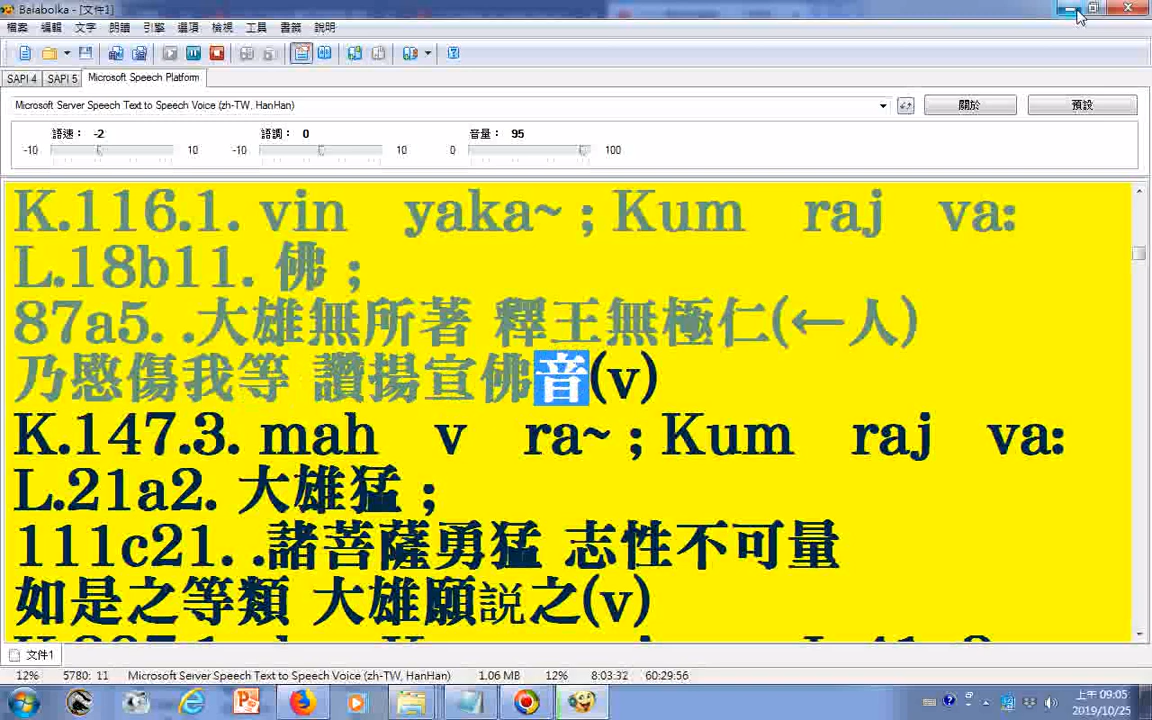 Balabolka - [文件1]
檔案 編輯 文字 朗讀 引擎 選項 檢視 工具 書籤 說明
SAPI 4 SAPI 5 Microsoft Speech Platform
Microsoft Server Speech Text to Speech Voice (zh-TW, HanHan) 關於 預設
語速： -2 語調： 0 音量： 95
-10 10 -10 10 0 100
K.116.1. vin yaka~ ; Kum raj va:
L.18b11. 佛 ;
87a5. .大雄無所著 釋王無極仁(←人)
乃愍傷我等 讚揚宣佛音(v)
K.147.3. mah v ra~ ; Kum raj va:
L.21a2. 大雄猛 ;
111c21. .諸菩薩勇猛 志性不可量
如是之等類 大雄願説之(v)
文件1
12% 5780: 11 Microsoft Server Speech Text to Speech Voice (zh-TW, HanHan) 1.06 MB 12% 8:03:32 60:29:56
上午 09:05
2019/10/25